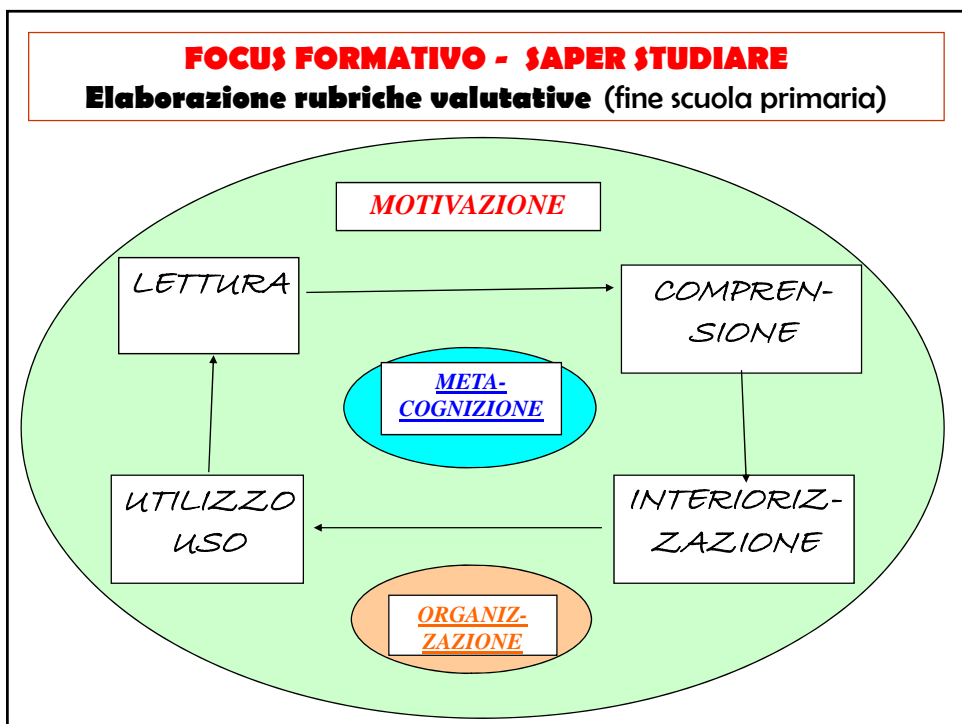 FOCUS FORMATIVO - SAPER STUDIARE
Elaborazione rubriche valutative (fine scuola primaria)
MOTIVAZIONE
LETTURA
COMPREN-
SIONE
META-
COGNIZIONE
UTILIZZO
USO
INTERIORIZ-
ZAZIONE
ORGANIZ-
ZAZIONE